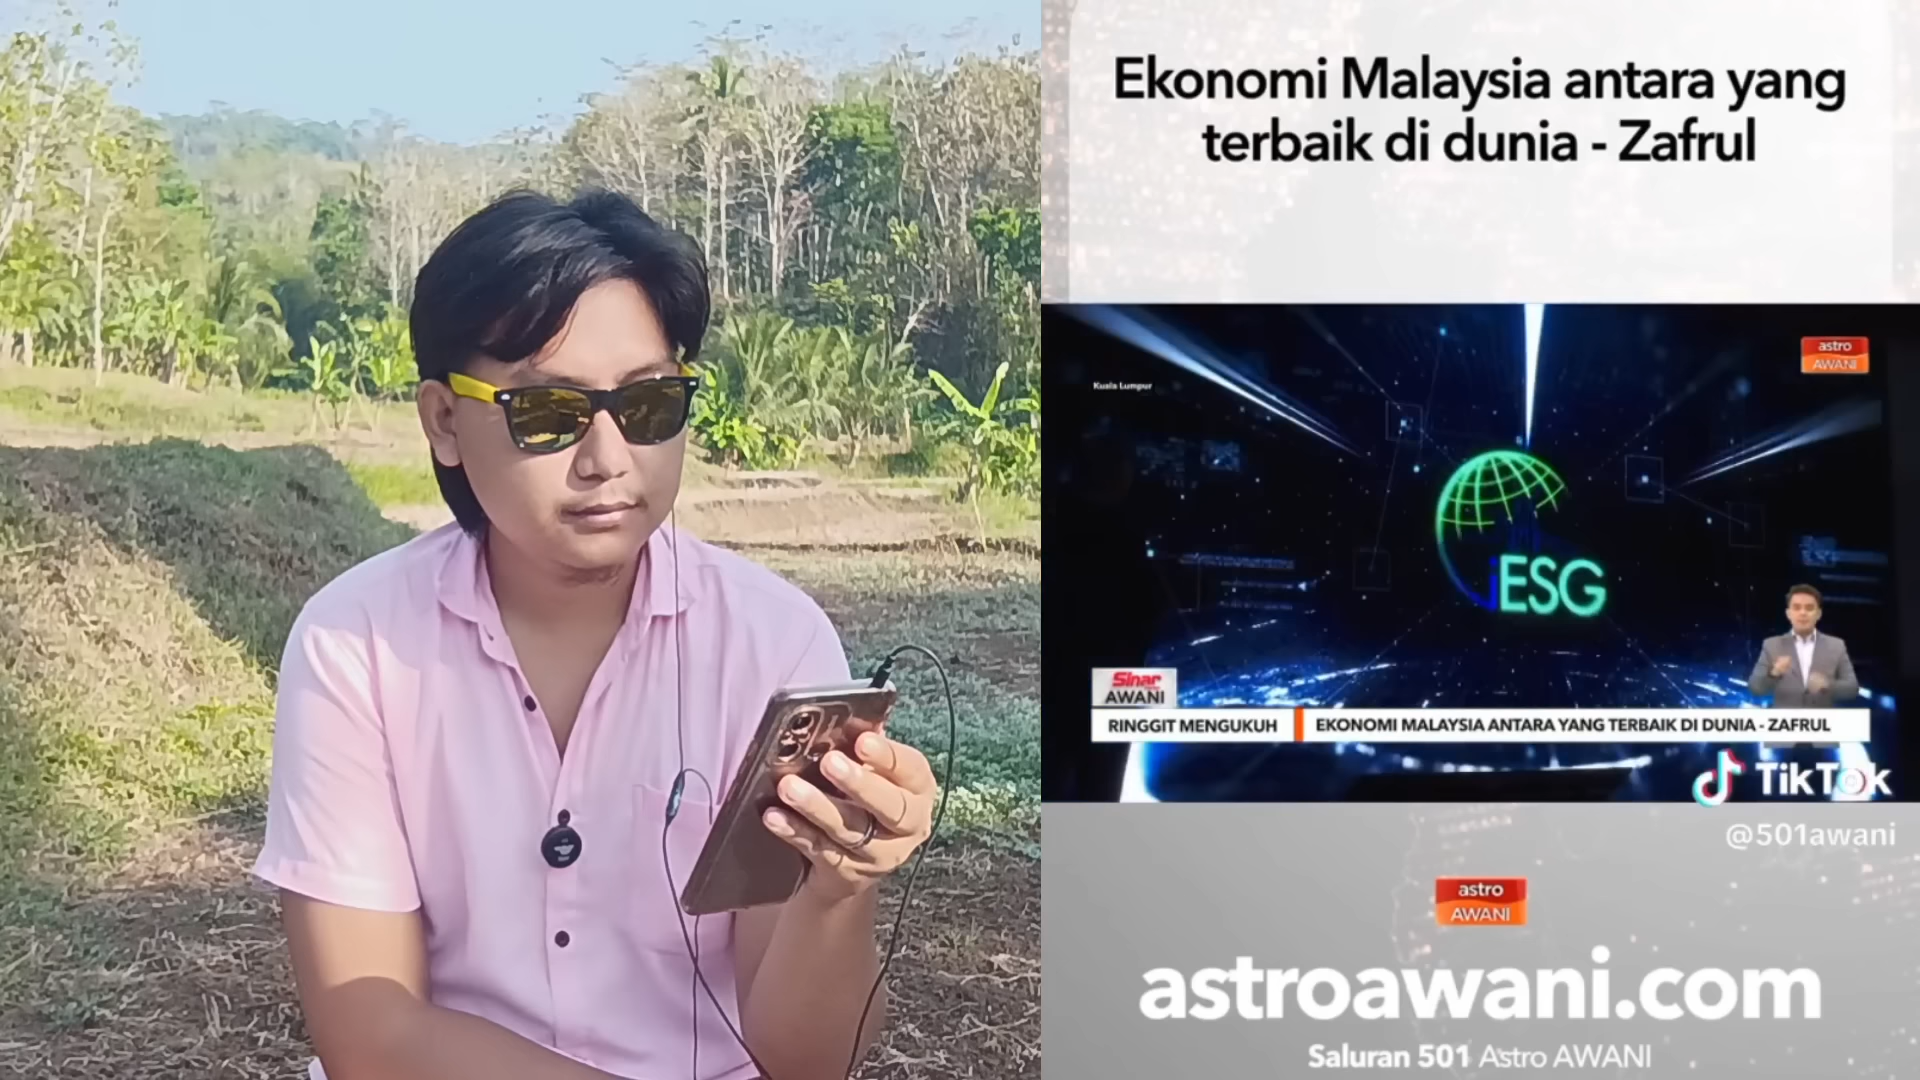 Ekonomi Malaysia antara yang
terbaik di dunia - Zafrul
astro
AWANI
Kuala Lumpur
iESG
Sinar
AWANI
RINGGIT MENGUKUH
EKONOMI MALAYSIA ANTARA YANG TERBAIK DI DUNIA - ZAFRUL
TikTok
@501awani
astro
AWANI
astroawani.com
Saluran 501 Astro AWANI